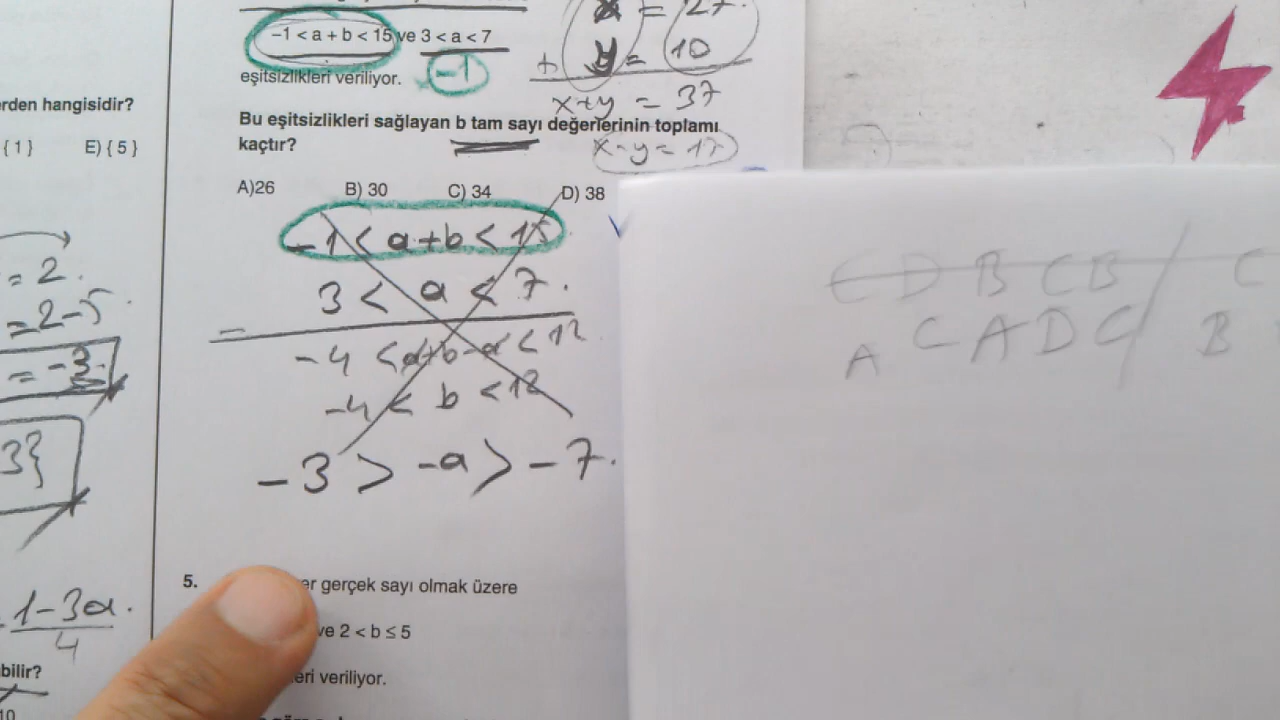 −1 < a + b < 15 ve 3 < a < 7
-1
eşitsizlikleri veriliyor.
= 27.
+ y = 10
x+y = 37
x-y = 17
Bu eşitsizlikleri sağlayan b tam sayı değerlerinin toplamı
kaçtır?
A)26 B) 30 C) 34 D) 38
-1 < a+b < 15
3 < a < 7.
-4 < a+b-a < 12
-4 < b < 12
-3 > -a > -7.
5.
er gerçek sayı olmak üzere
ve 2 < b ≤ 5
eri veriliyor.
erden hangisidir?
{ 1 } E) { 5 }
= 2.
= 2-5
= -3.
3}
1-3a.
4
bilir?
10
C D B C B / C
A C A D C / B